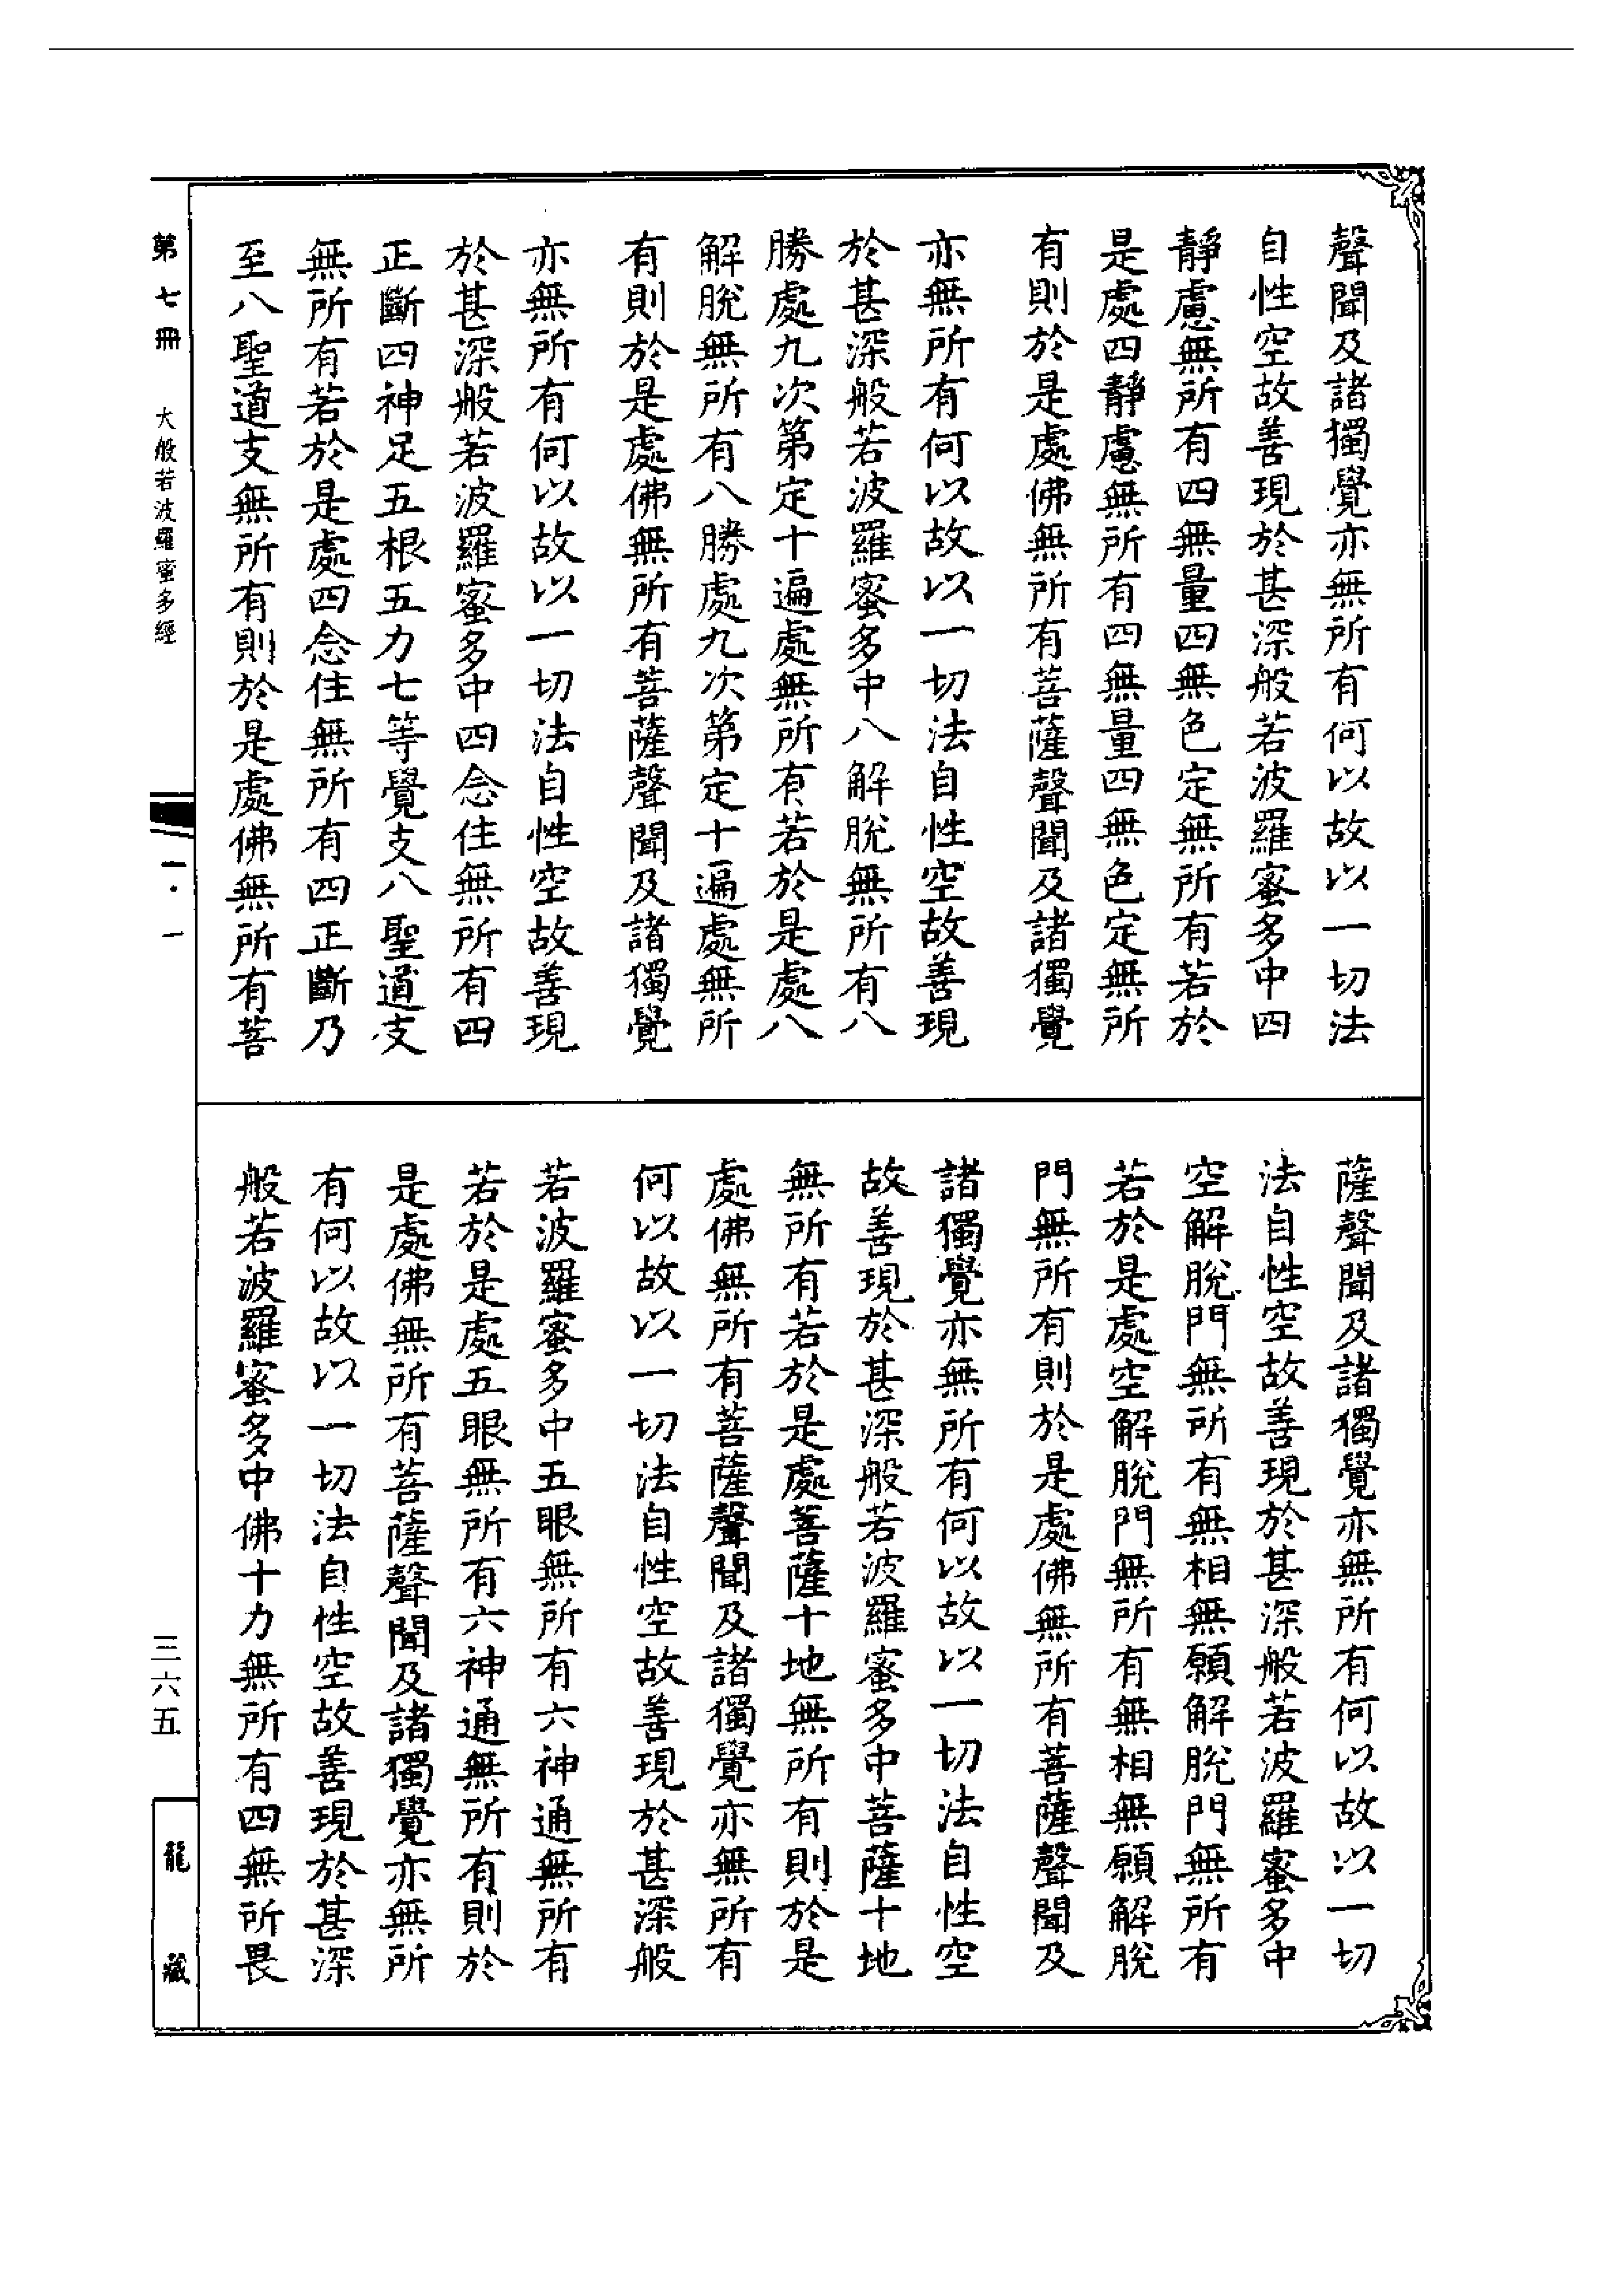 聲聞及諸獨覺亦無所有何以故以一切法
自性空故善現於甚深般若波羅蜜多中四
靜慮無所有四無量四無色定無所有若於
是處四靜慮無所有四無量四無色定無所
有則於是處佛無所有菩薩聲聞及諸獨覺
亦無所有何以故以一切法自性空故善現
於甚深般若波羅蜜多中八解脫無所有八
勝處九次第定十遍處無所有若於是處八
解脫無所有八勝處九次第定十遍處無所
有則於是處佛無所有菩薩聲聞及諸獨覺
亦無所有何以故以一切法自性空故善現
於甚深般若波羅蜜多中四念住無所有四
正斷四神足五根五力七等覺支八聖道支
無所有若於是處四念住無所有四正斷乃
至八聖道支無所有則於是處佛無所有菩
薩聲聞及諸獨覺亦無所有何以故以一切
法自性空故善現於甚深般若波羅蜜多中
空解脫門無所有無相無願解脫門無所有
若於是處空解脫門無所有無相無願解脫
門無所有則於是處佛無所有菩薩聲聞及
諸獨覺亦無所有何以故以一切法自性空
故善現於甚深般若波羅蜜多中菩薩十地
無所有若於是處菩薩十地無所有則於是
處佛無所有菩薩聲聞及諸獨覺亦無所有
何以故以一切法自性空故善現於甚深般
若波羅蜜多中五眼無所有六神通無所有
若於是處五眼無所有六神通無所有則於
是處佛無所有菩薩聲聞及諸獨覺亦無所
有何以故以一切法自性空故善現於甚深
般若波羅蜜多中佛十力無所有四無所畏
第七冊 大般若波羅蜜多經 一·一 三六五 龍藏